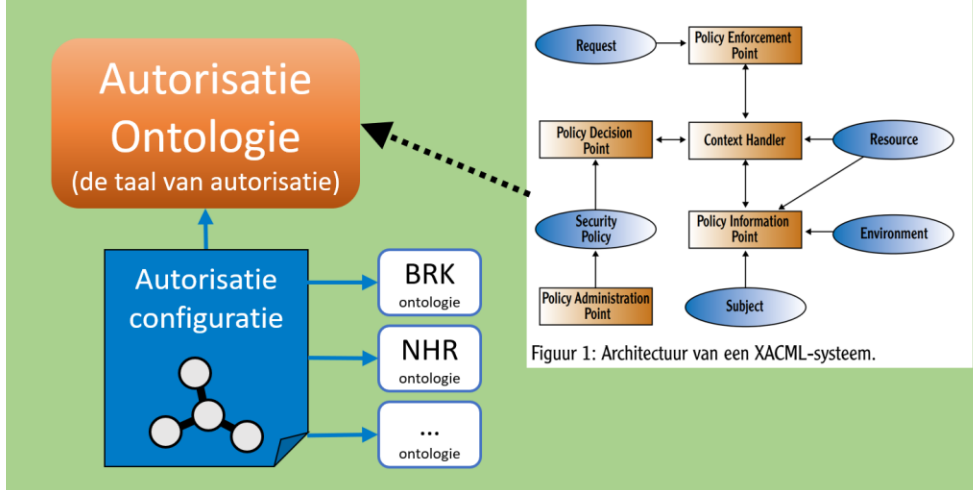 Autorisatie
Ontologie
(de taal van autorisatie)
Autorisatie
configuratie
BRK
ontologie
NHR
ontologie
...
ontologie
Request
Policy Enforcement
Point
Policy Decision
Point
Context Handler
Resource
Security
Policy
Policy Information
Point
Environment
Policy Administration
Point
Subject
Figuur 1: Architectuur van een XACML-systeem.